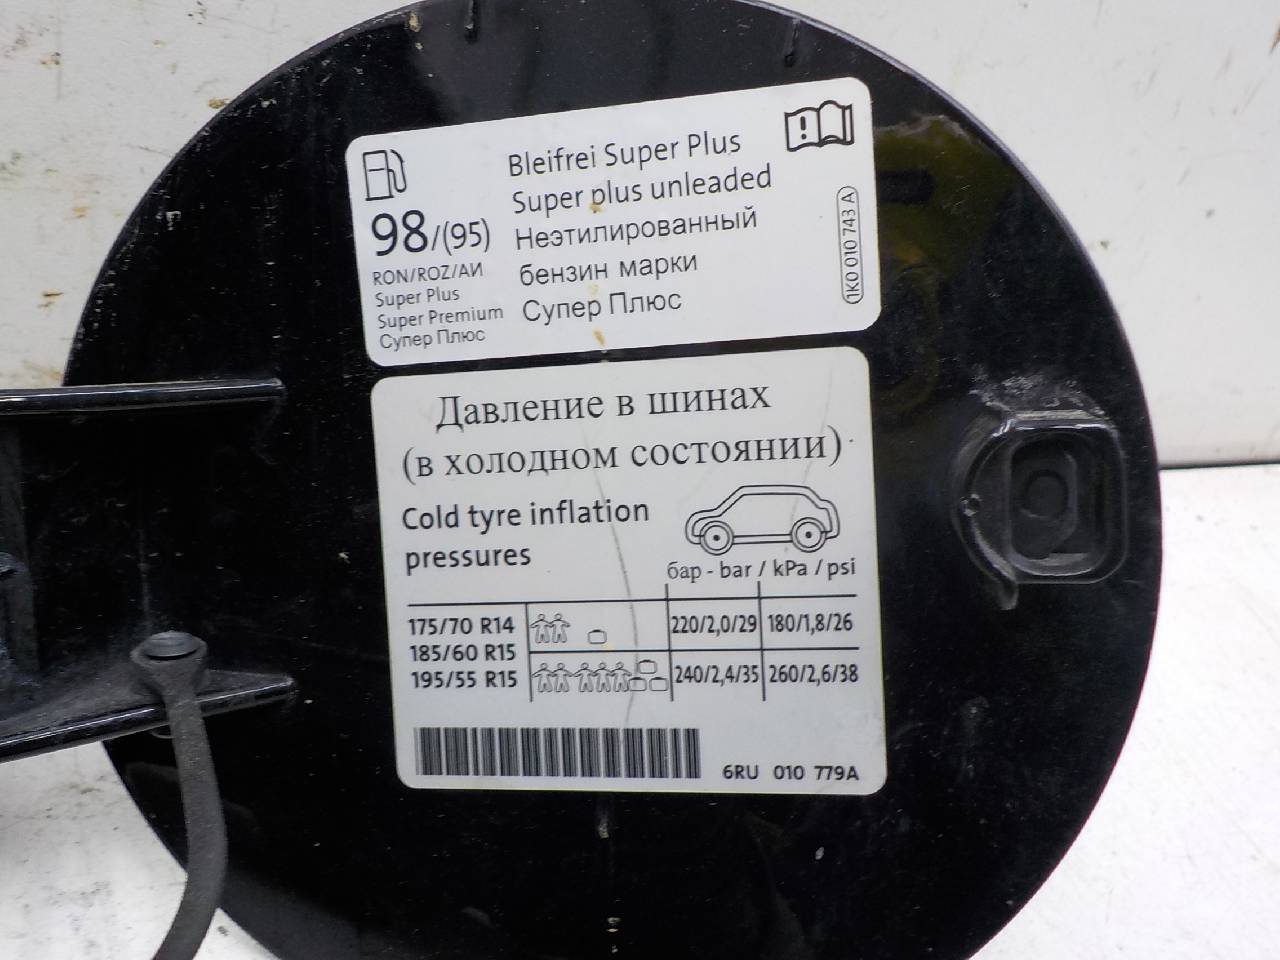 98/(95)
RON/ROZ/АИ
Super Plus
Super Premium
Супер Плюс
Bleifrei Super Plus
Super plus unleaded
Неэтилированный
бензин марки
Супер Плюс
1K0 010 743 A
Давление в шинах
(в холодном состоянии)
Cold tyre inflation
pressures
бар - bar / kPa / psi
175/70 R14
185/60 R15
195/55 R15
220/2,0/29 180/1,8/26
240/2,4/35 260/2,6/38
6RU 010 779A